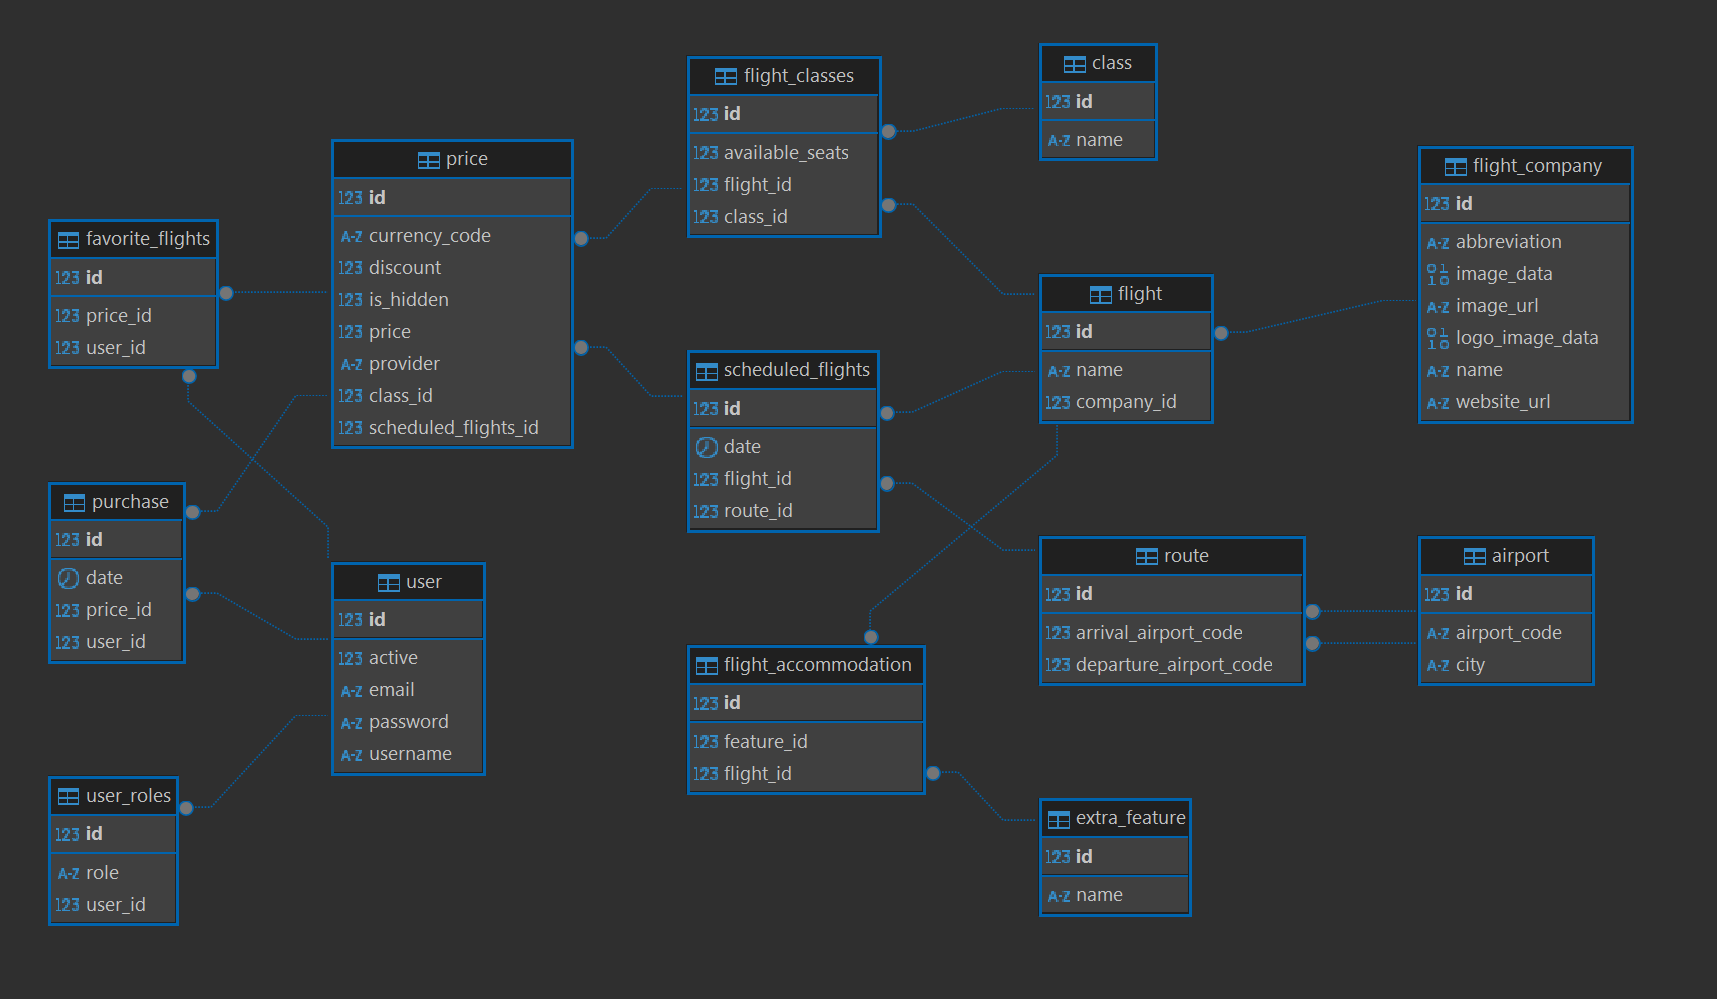 favorite_flights
123 id
123 price_id
123 user_id
purchase
123 id
date
123 price_id
123 user_id
user_roles
123 id
A-Z role
123 user_id
price
123 id
A-Z currency_code
123 discount
123 is_hidden
123 price
A-Z provider
123 class_id
123 scheduled_flights_id
user
123 id
123 active
A-Z email
A-Z password
A-Z username
flight_classes
123 id
123 available_seats
123 flight_id
123 class_id
scheduled_flights
123 id
date
123 flight_id
123 route_id
flight_accommodation
123 id
123 feature_id
123 flight_id
class
123 id
A-Z name
flight
123 id
A-Z name
123 company_id
route
123 id
123 arrival_airport_code
123 departure_airport_code
extra_feature
123 id
A-Z name
flight_company
123 id
A-Z abbreviation
01
10 image_data
A-Z image_url
01
10 logo_image_data
A-Z name
A-Z website_url
airport
123 id
A-Z airport_code
A-Z city